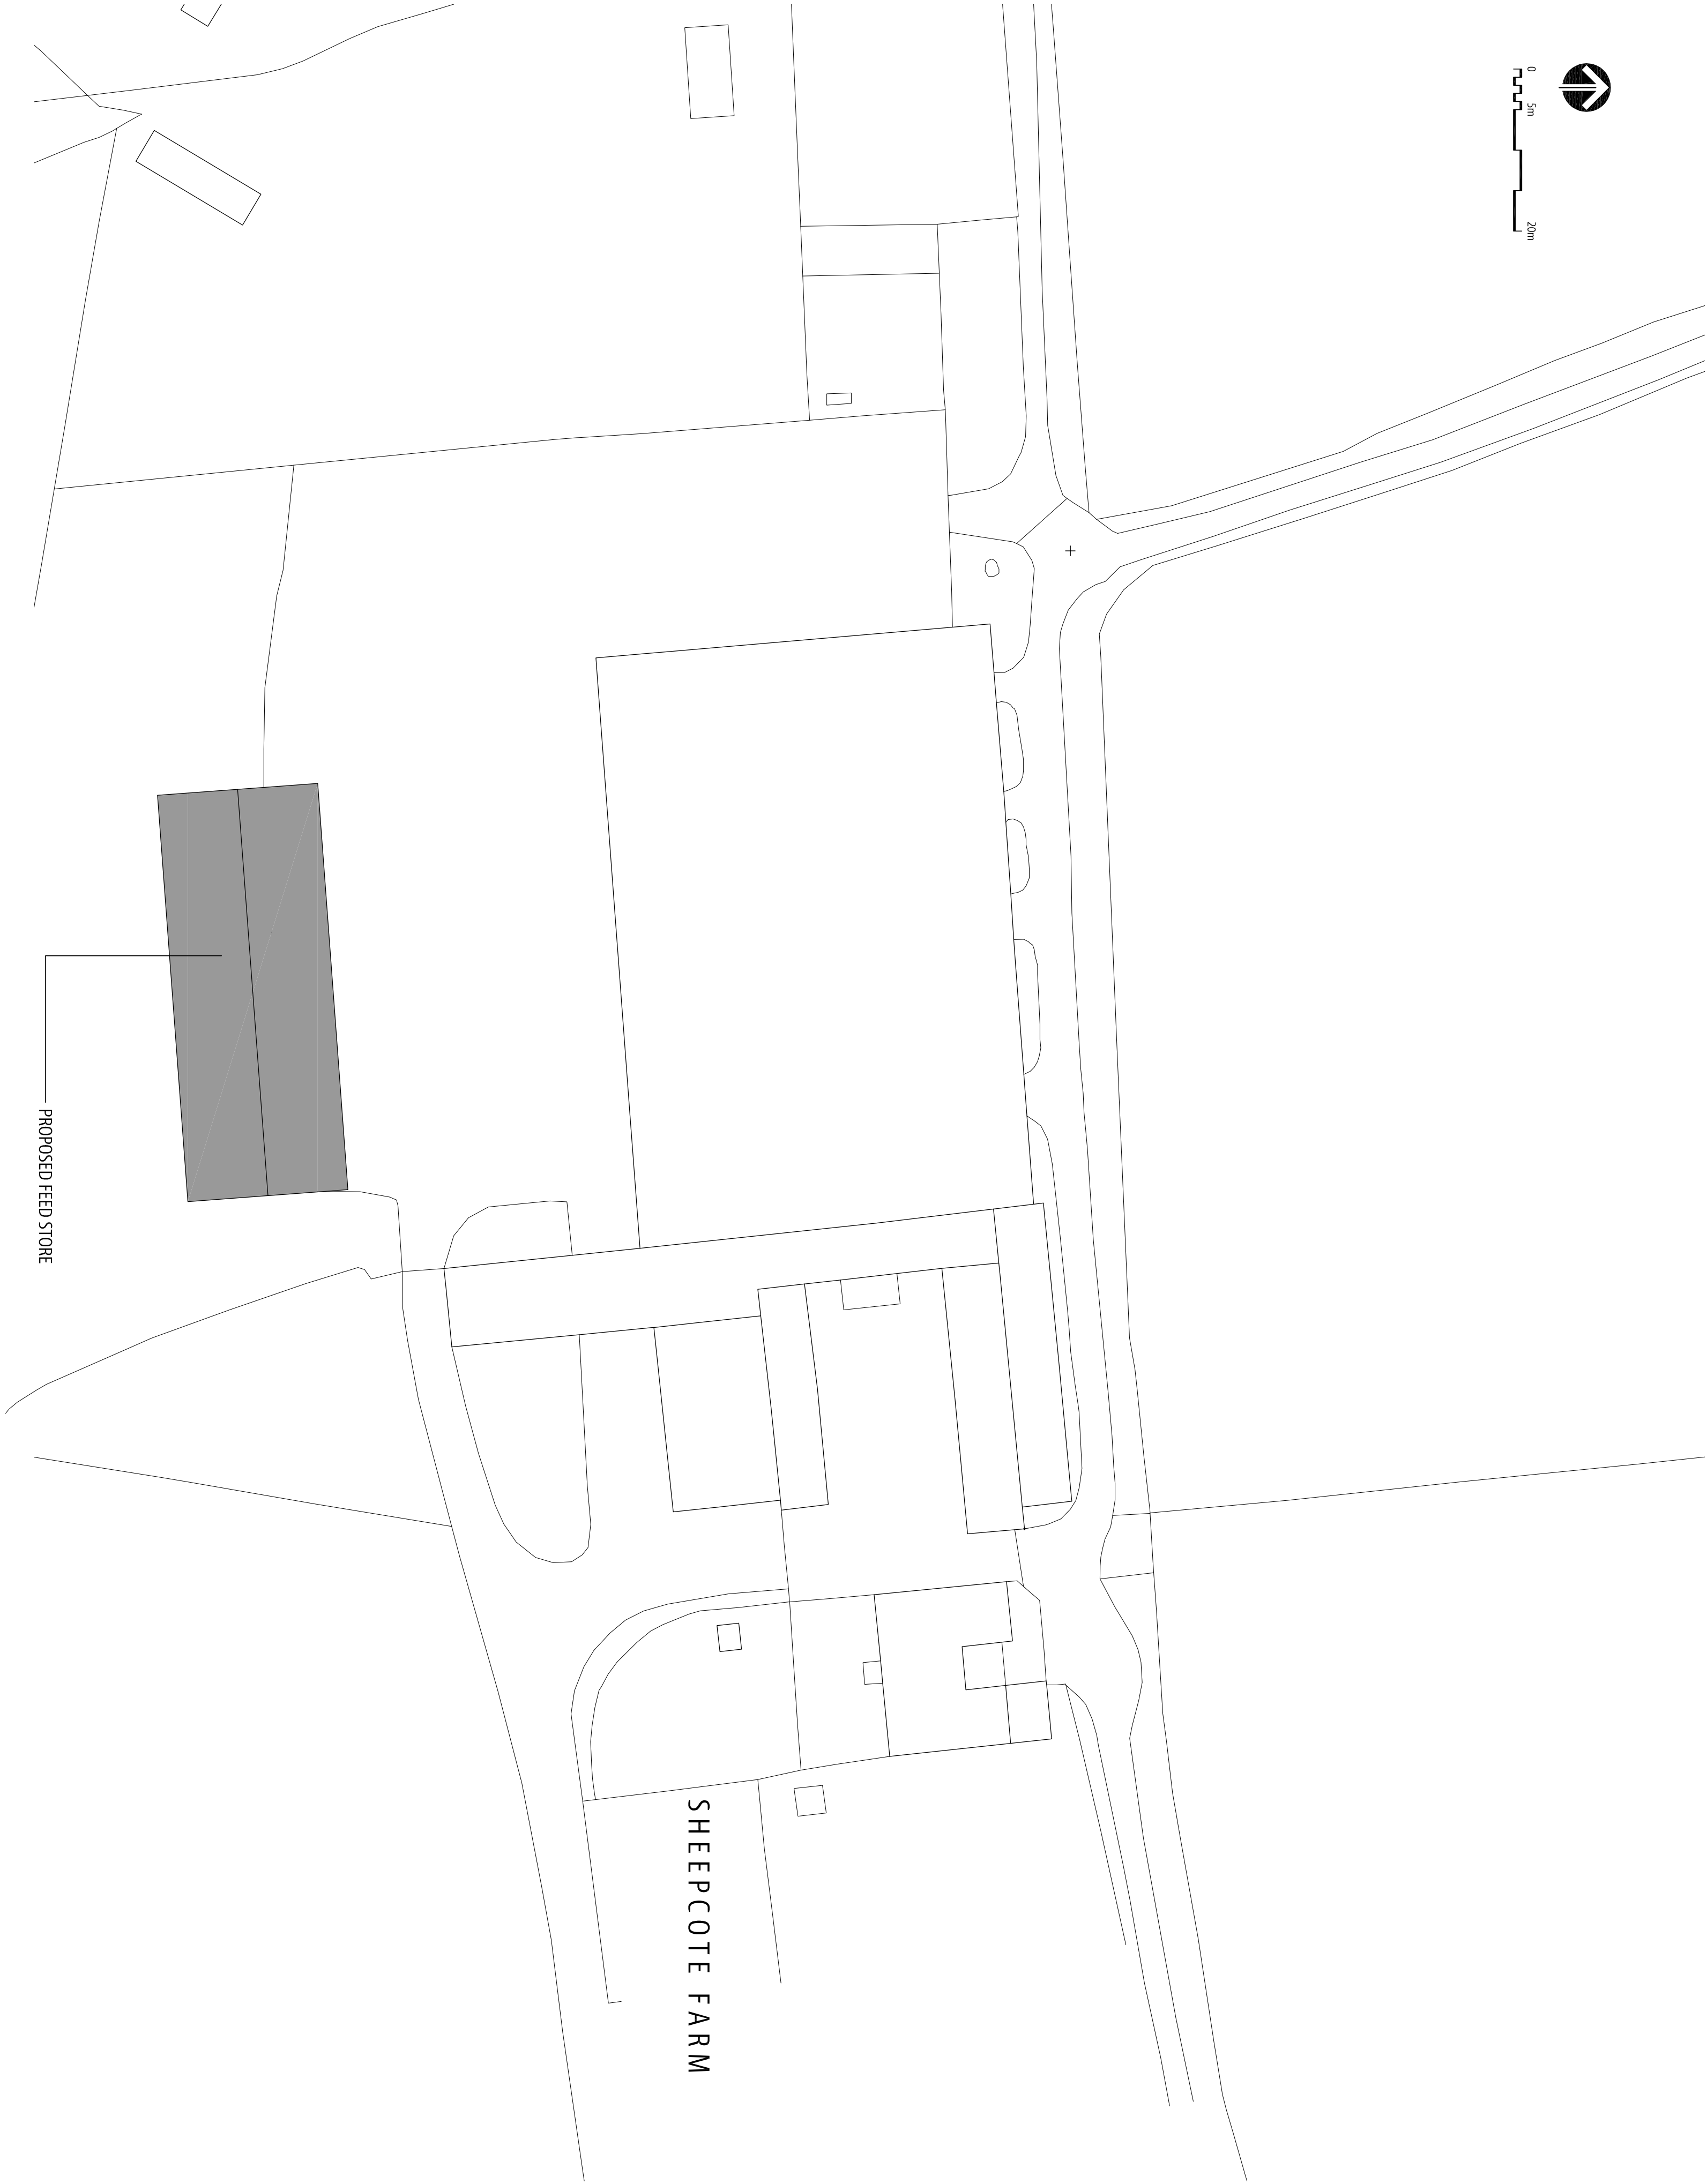 0
5m
20m
PROPOSED FEED STORE
SHEEPCOTE FARM